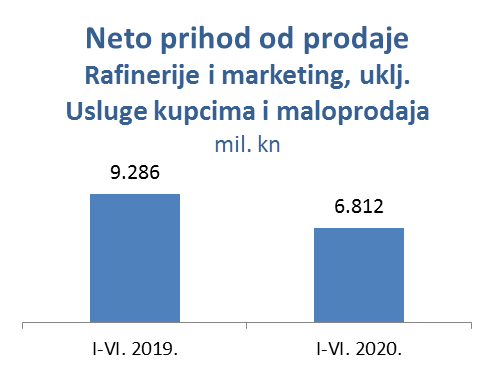 Neto prihod od prodaje
Rafinerije i marketing, uklj.
Usluge kupcima i maloprodaja
mil. kn
9.286
6.812
I-VI. 2019.
I-VI. 2020.